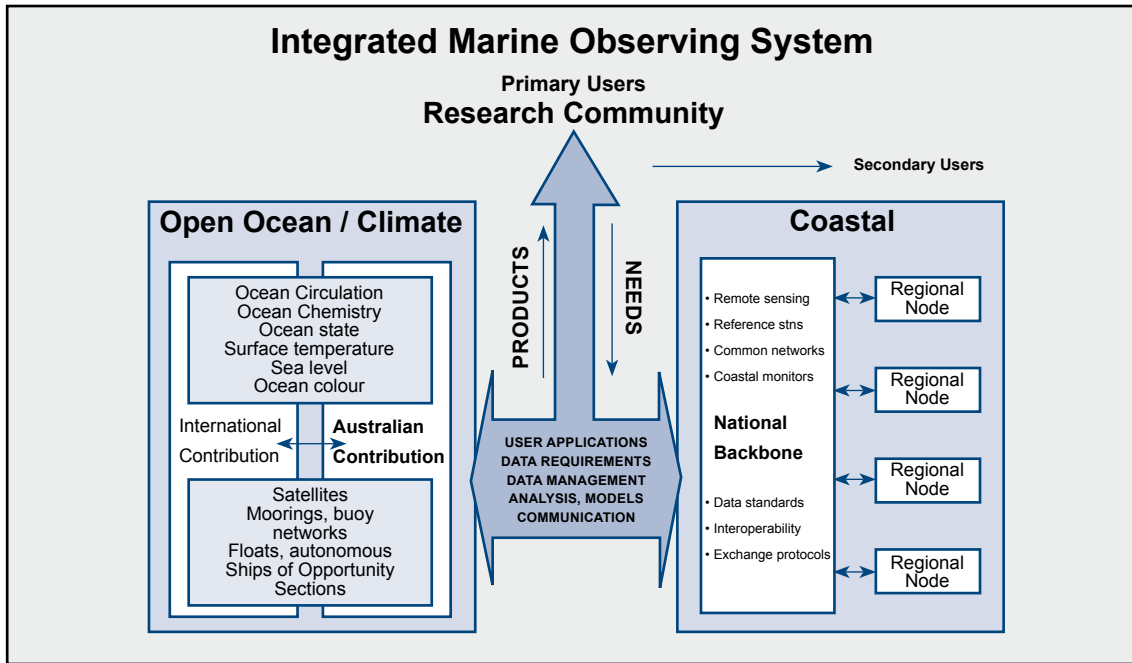 Integrated Marine Observing System
Primary Users
Research Community
Secondary Users
Open Ocean / Climate
Ocean Circulation
Ocean Chemistry
Ocean state
Surface temperature
Sea level
Ocean colour
International
Contribution
Australian
Contribution
Satellites
Moorings, buoy
networks
Floats, autonomous
Ships of Opportunity
Sections
PRODUCTS
NEEDS
USER APPLICATIONS
DATA REQUIREMENTS
DATA MANAGEMENT
ANALYSIS, MODELS
COMMUNICATION
Coastal
• Remote sensing
• Reference stns
• Common networks
• Coastal monitors
National
Backbone
• Data standards
• Interoperability
• Exchange protocols
Regional
Node
Regional
Node
Regional
Node
Regional
Node